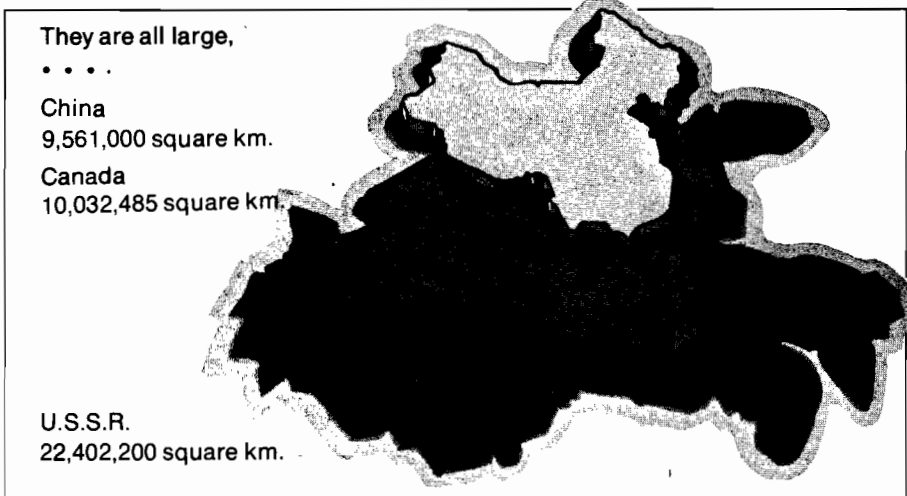 They are all large,
. . . .
China
9,561,000 square km.
Canada
10,032,485 square km.
U.S.S.R.
22,402,200 square km.